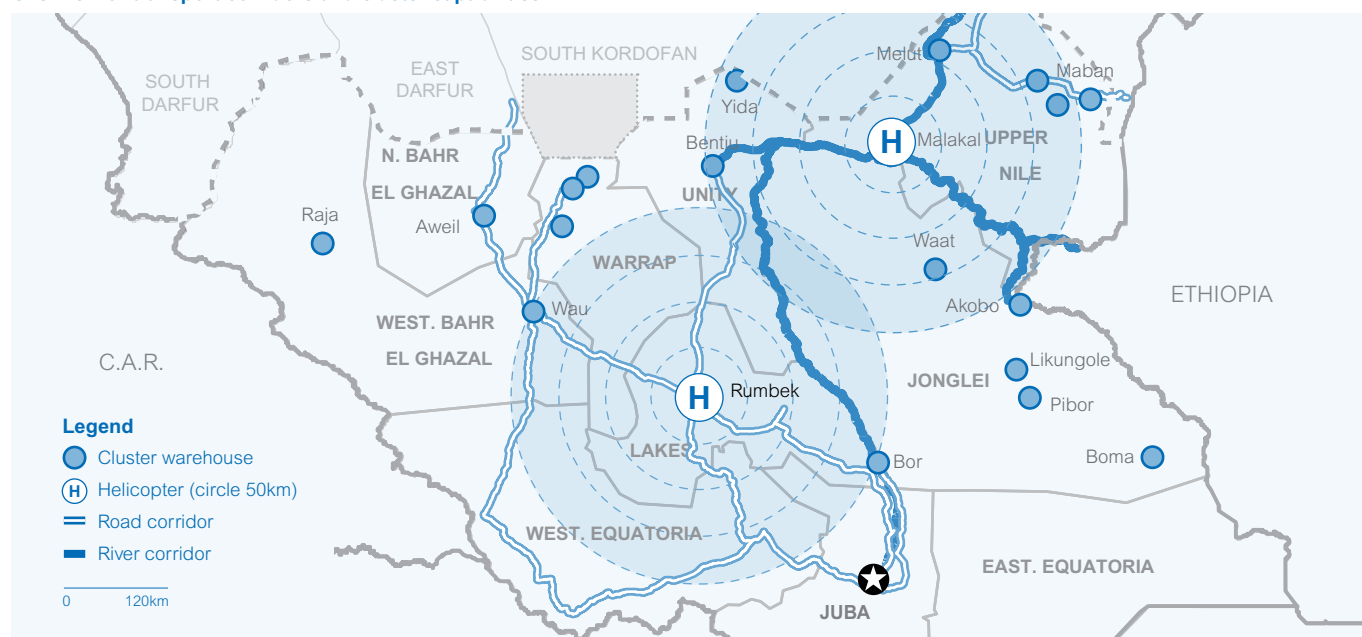 SOUTH KORDOFAN
SOUTH
DARFUR
EAST
DARFUR
Melut
Maban
Yida
Bentiu
H
Malakal
UPPER
NILE
N. BAHR
EL GHAZAL
UNITY
Raja
Aweil
Waat
WARRAP
ETHIOPIA
Akobo
Wau
WEST. BAHR
EL GHAZAL
C.A.R.
Likungole
JONGLEI
H
Rumbek
Pibor
LAKES
Bor
Boma
WEST. EQUATORIA
EAST. EQUATORIA
JUBA
Legend
Cluster warehouse
H Helicopter (circle 50km)
Road corridor
River corridor
0 120km